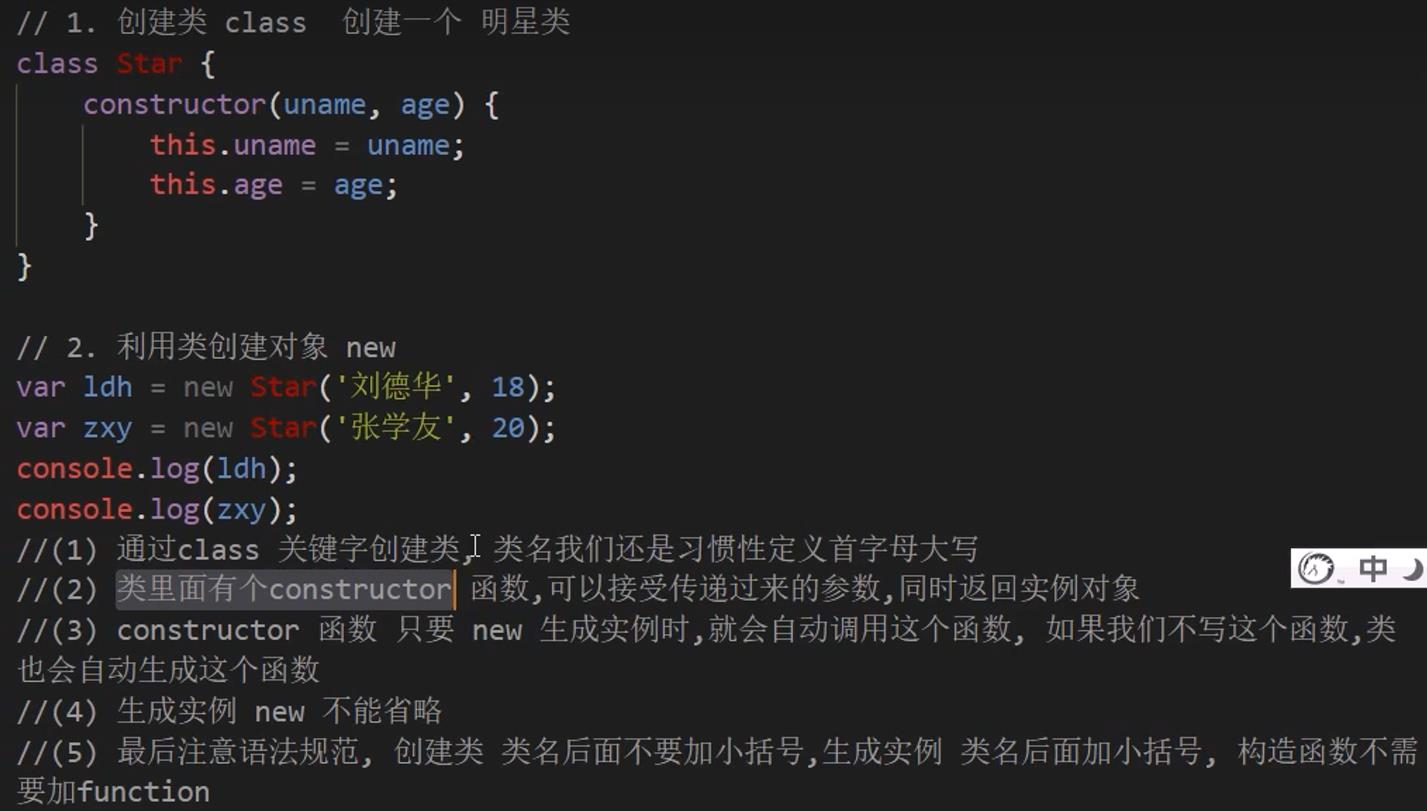 // 1. 创建类 class  创建一个 明星类
class Star {
    constructor(uname, age) {
        this.uname = uname;
        this.age = age;
    }
}
// 2. 利用类创建对象 new
var ldh = new Star('刘德华', 18);
var zxy = new Star('张学友', 20);
console.log(ldh);
console.log(zxy);
//(1) 通过class 关键字创建类, 类名我们还是习惯性定义首字母大写
//(2) 类里面有个constructor 函数,可以接受传递过来的参数,同时返回实例对象
中
//(3) constructor 函数 只要 new 生成实例时,就会自动调用这个函数, 如果我们不写这个函数,类
也会自动生成这个函数
//(4) 生成实例 new 不能省略
//(5) 最后注意语法规范, 创建类 类名后面不要加小括号,生成实例 类名后面加小括号, 构造函数不需
要加function